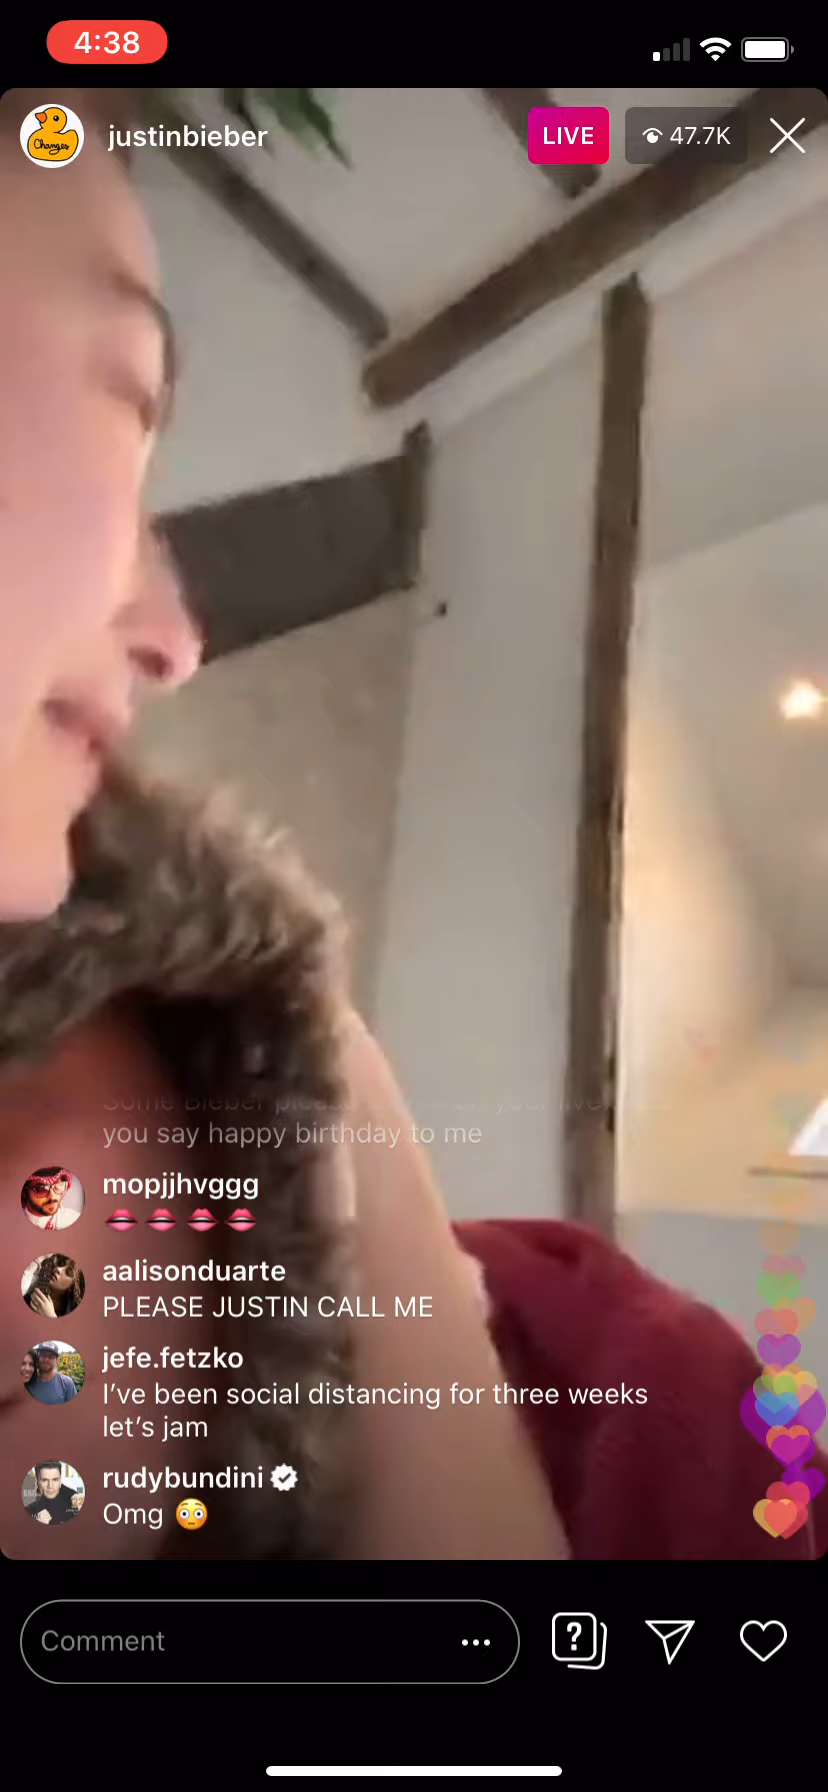 4:38
Changes
justinbieber
LIVE
47.7K
you say happy birthday to me
mopjjhvggg
👄 👄 👄 👄
aalisonduarte
PLEASE JUSTIN CALL ME
jefe.fetzko
I've been social distancing for three weeks
let's jam
rudybundini
Omg 😳
Comment
?